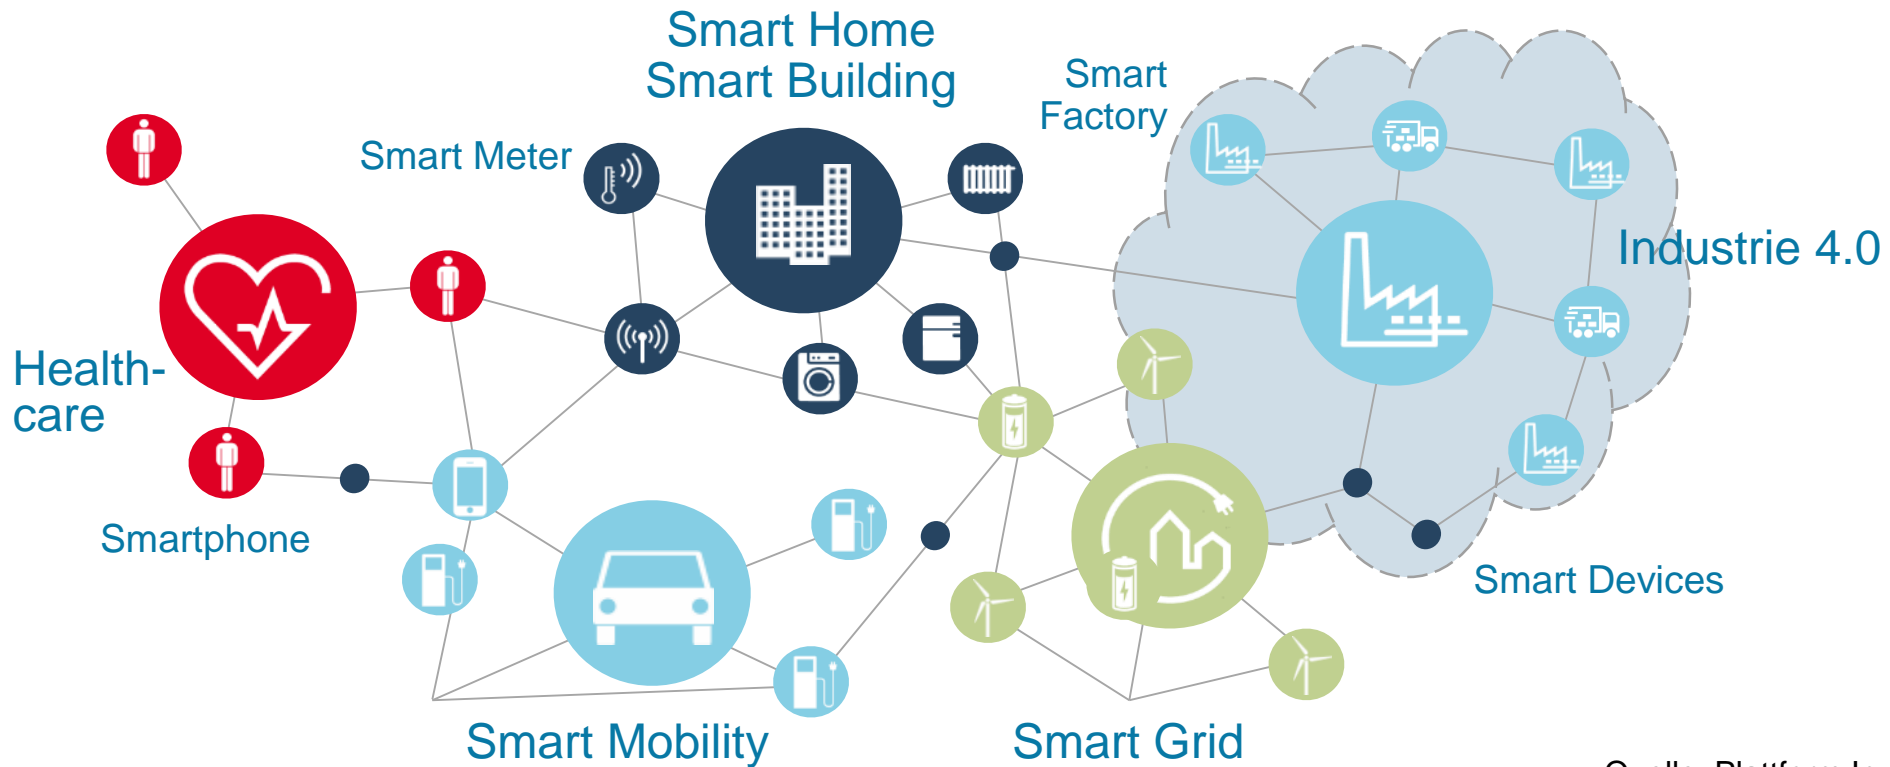 Smart Home
Smart Building
Smart
Factory
Smart Meter
Industrie 4.0
Health-
care
Smartphone
Smart Devices
Smart Mobility
Smart Grid